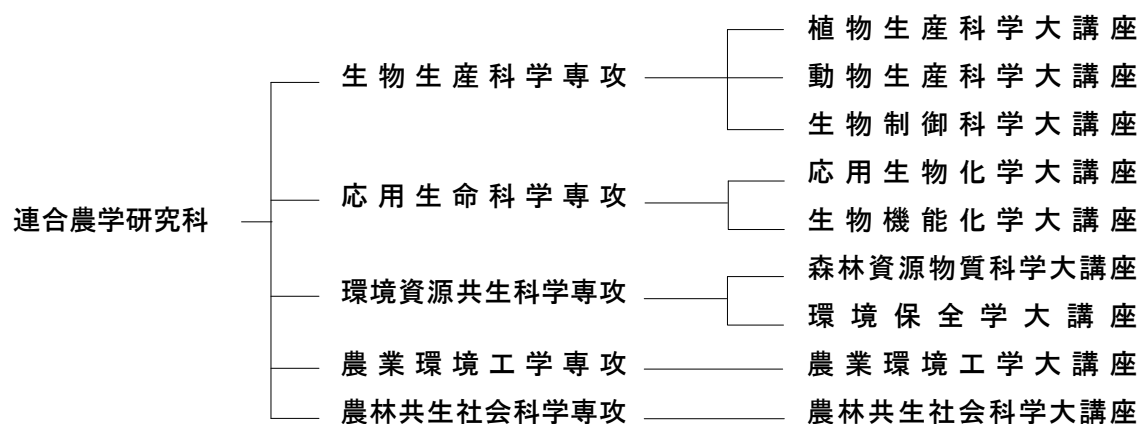 連合農学研究科
生物生産科学専攻
植物生産科学大講座
動物生産科学大講座
生物制御科学大講座
応用生命科学専攻
応用生物化学大講座
生物機能化学大講座
環境資源共生科学専攻
森林資源物質科学大講座
環境保全学大講座
農業環境工学専攻
農業環境工学大講座
農林共生社会科学専攻
農林共生社会科学大講座